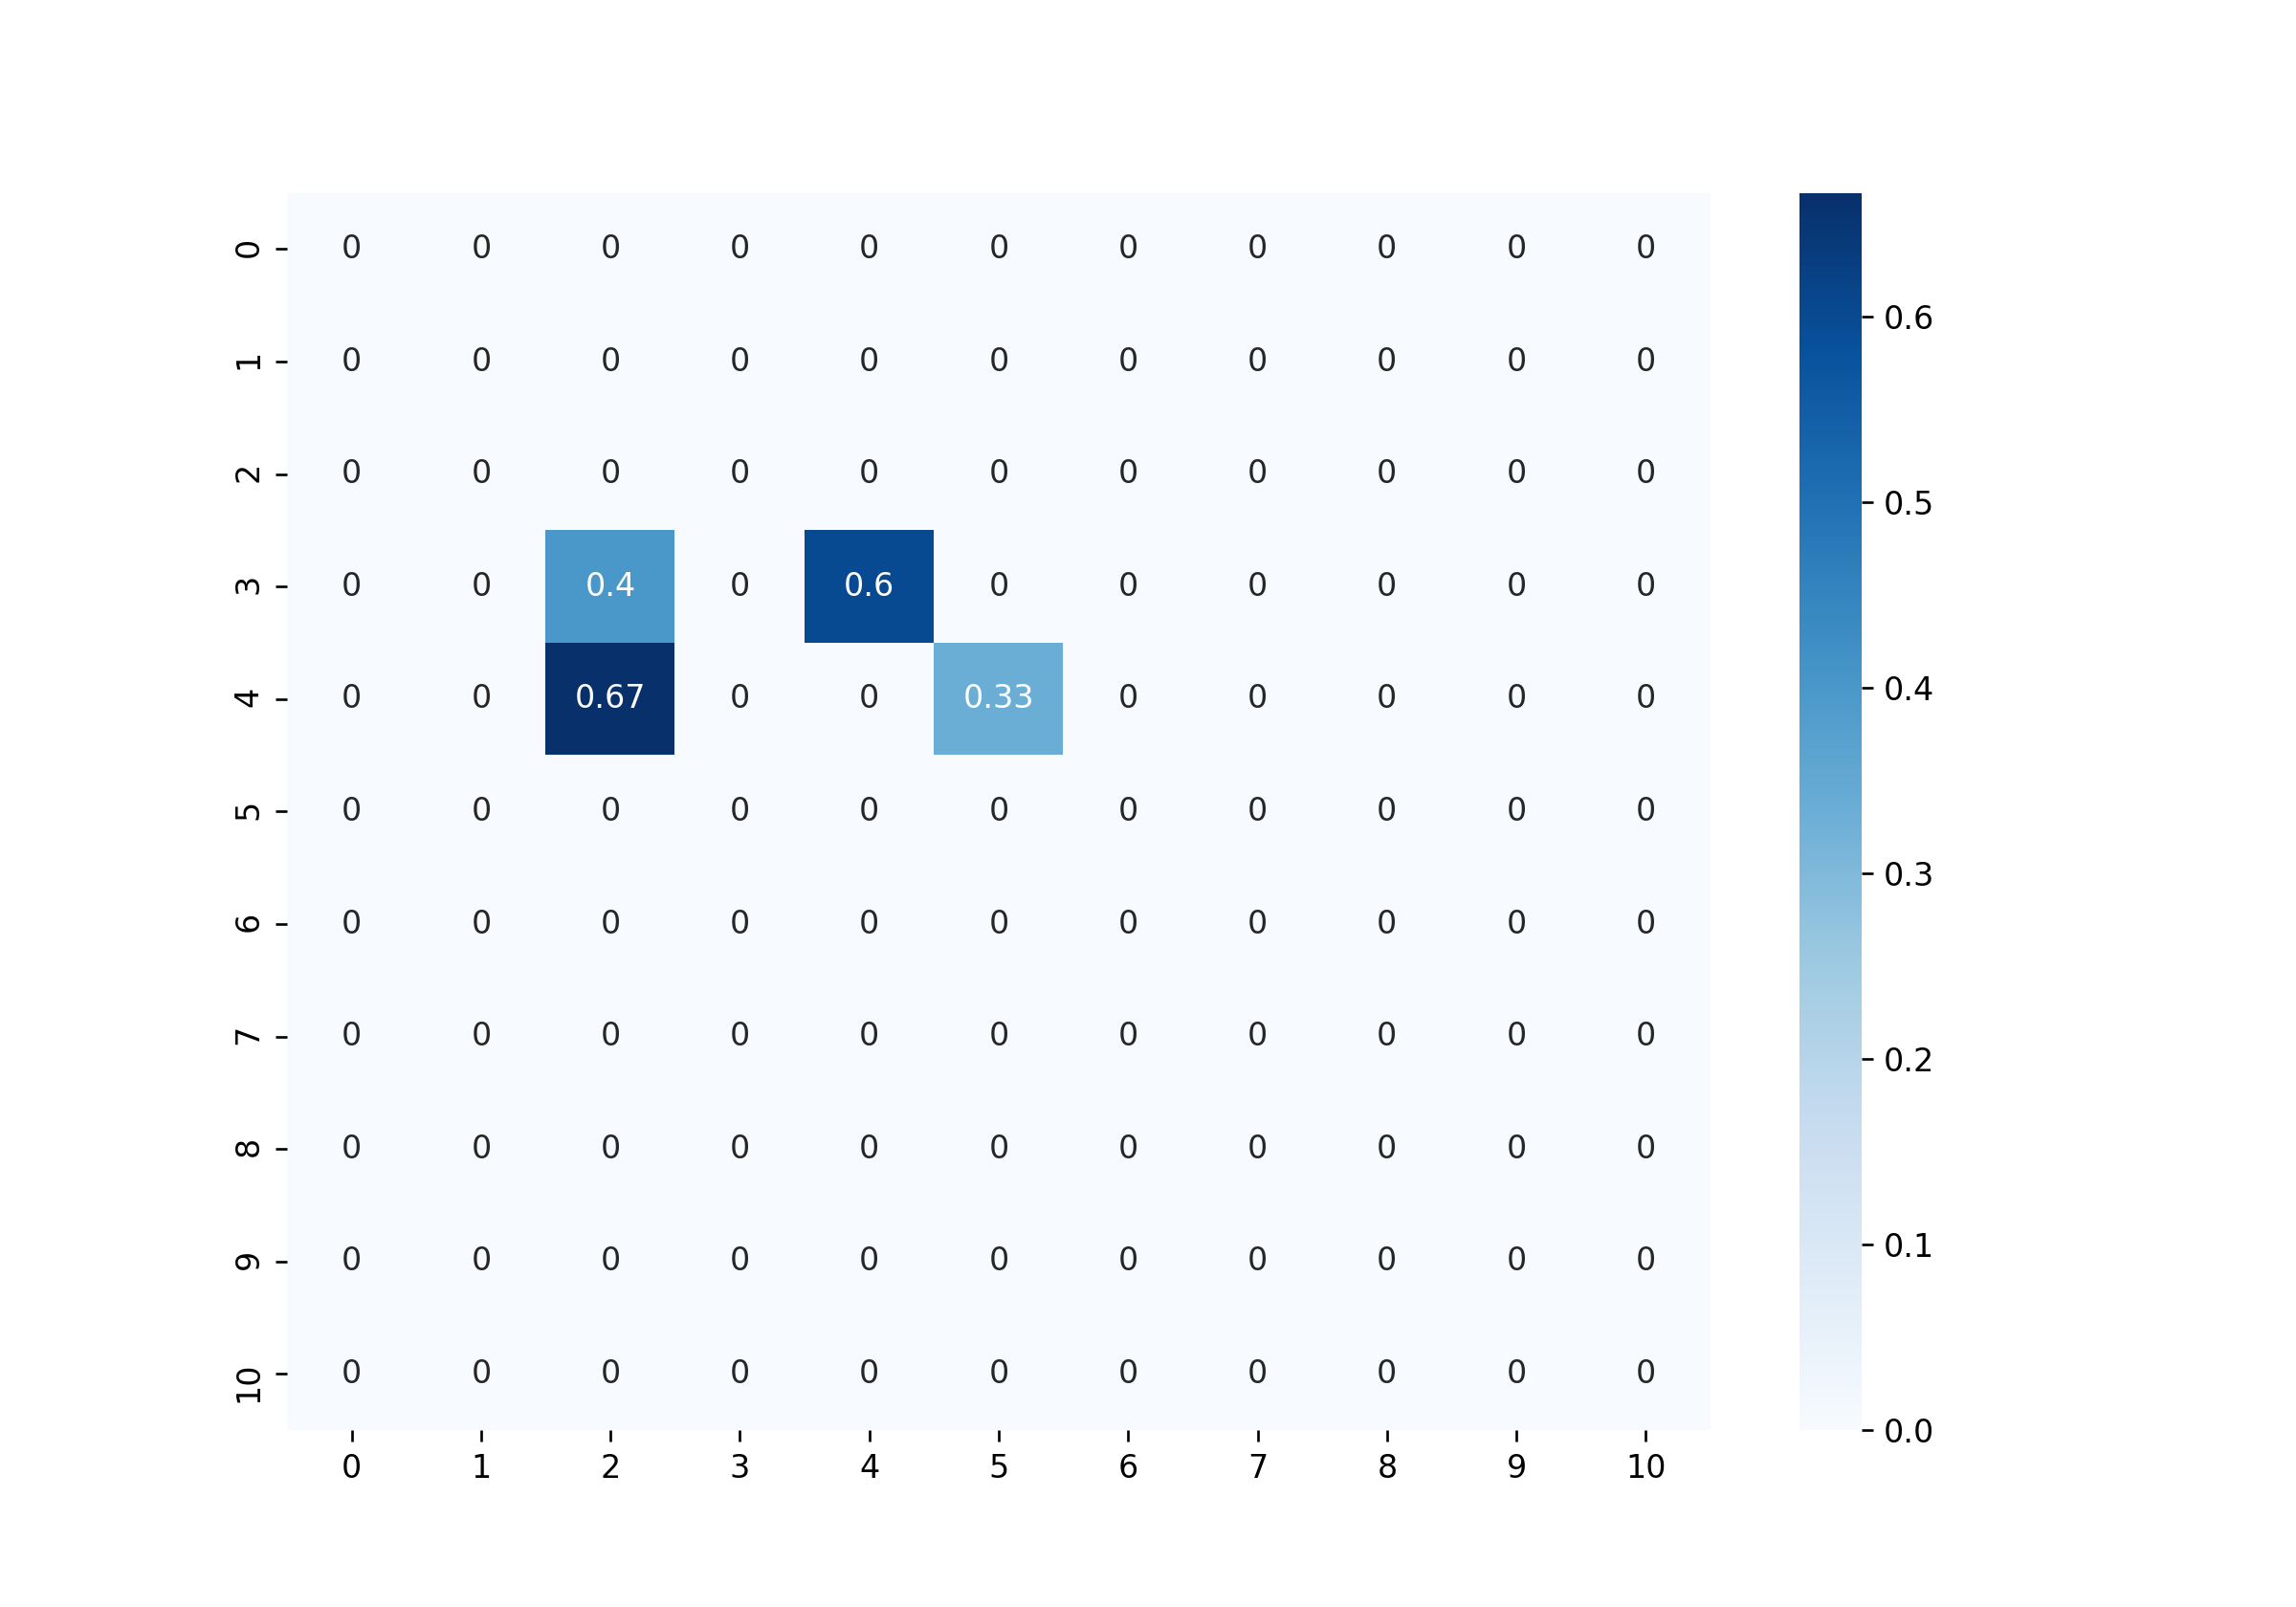 0 0 0 0 0 0 0 0 0 0 0 0
1 0 0 0 0 0 0 0 0 0 0 0
2 0 0 0 0 0 0 0 0 0 0 0
3 0 0 0.4 0 0.6 0 0 0 0 0 0
4 0 0 0.67 0 0 0.33 0 0 0 0 0
5 0 0 0 0 0 0 0 0 0 0 0
6 0 0 0 0 0 0 0 0 0 0 0
7 0 0 0 0 0 0 0 0 0 0 0
8 0 0 0 0 0 0 0 0 0 0 0
9 0 0 0 0 0 0 0 0 0 0 0
10 0 0 0 0 0 0 0 0 0 0 0
0 1 2 3 4 5 6 7 8 9 10
0.6
0.5
0.4
0.3
0.2
0.1
0.0